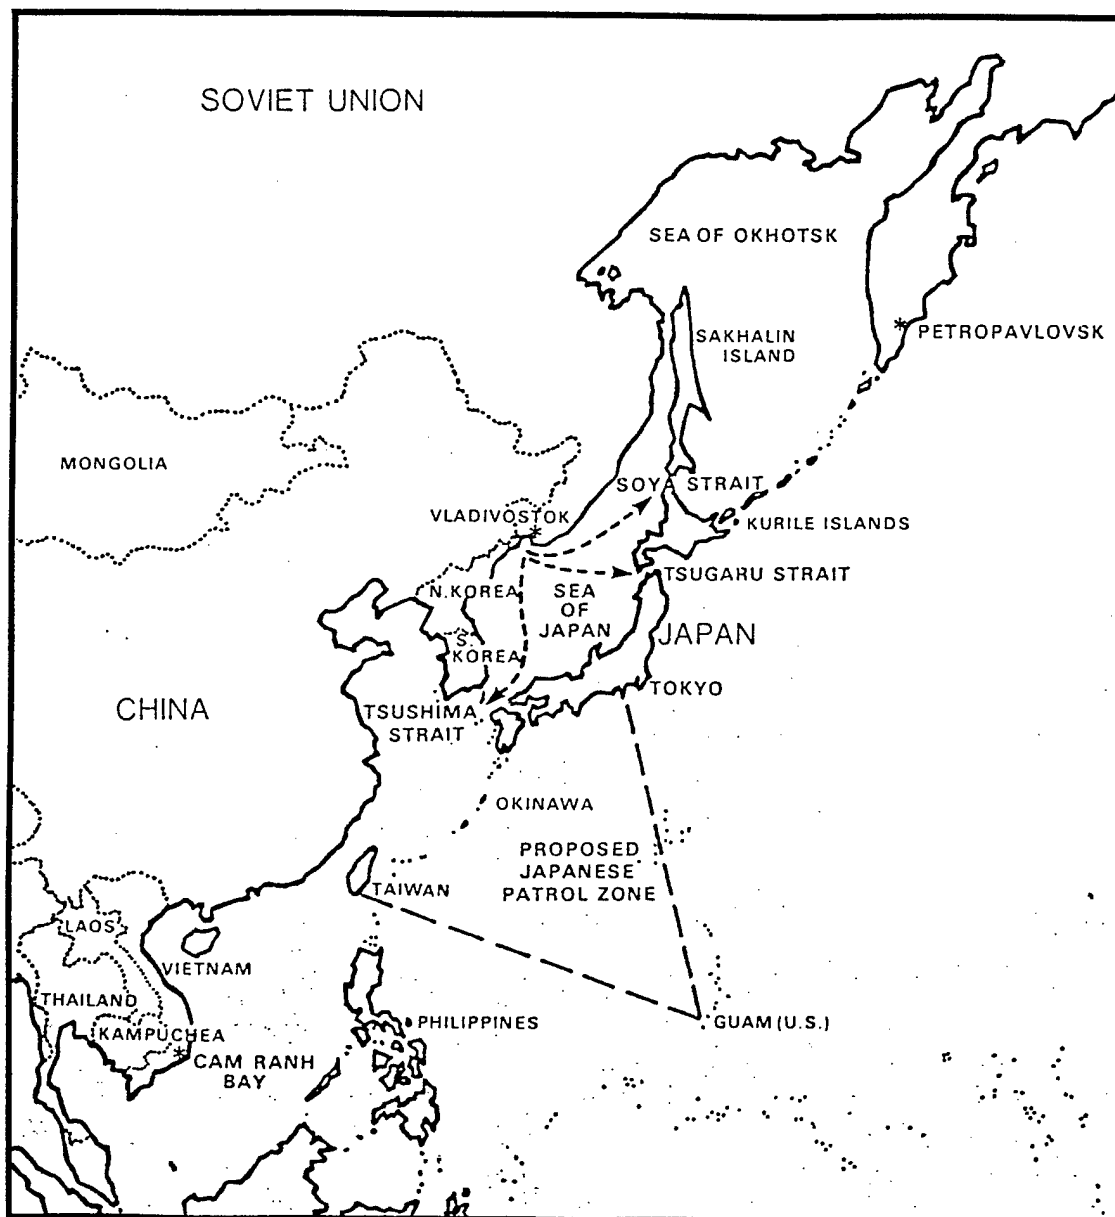 SOVIET UNION
SEA OF OKHOTSK
* PETROPAVLOVSK
SAKHALIN
ISLAND
MONGOLIA
SOYA STRAIT
VLADIVOSTOK
*
KURILE ISLANDS
TSUGARU STRAIT
N. KOREA
SEA
OF
JAPAN
S.
KOREA
JAPAN
TOKYO
CHINA
TSUSHIMA
STRAIT
OKINAWA
PROPOSED
JAPANESE
PATROL ZONE
TAIWAN
LAOS
VIETNAM
THAILAND
KAMPUCHEA
PHILIPPINES
GUAM (U.S.)
* CAM RANH
BAY